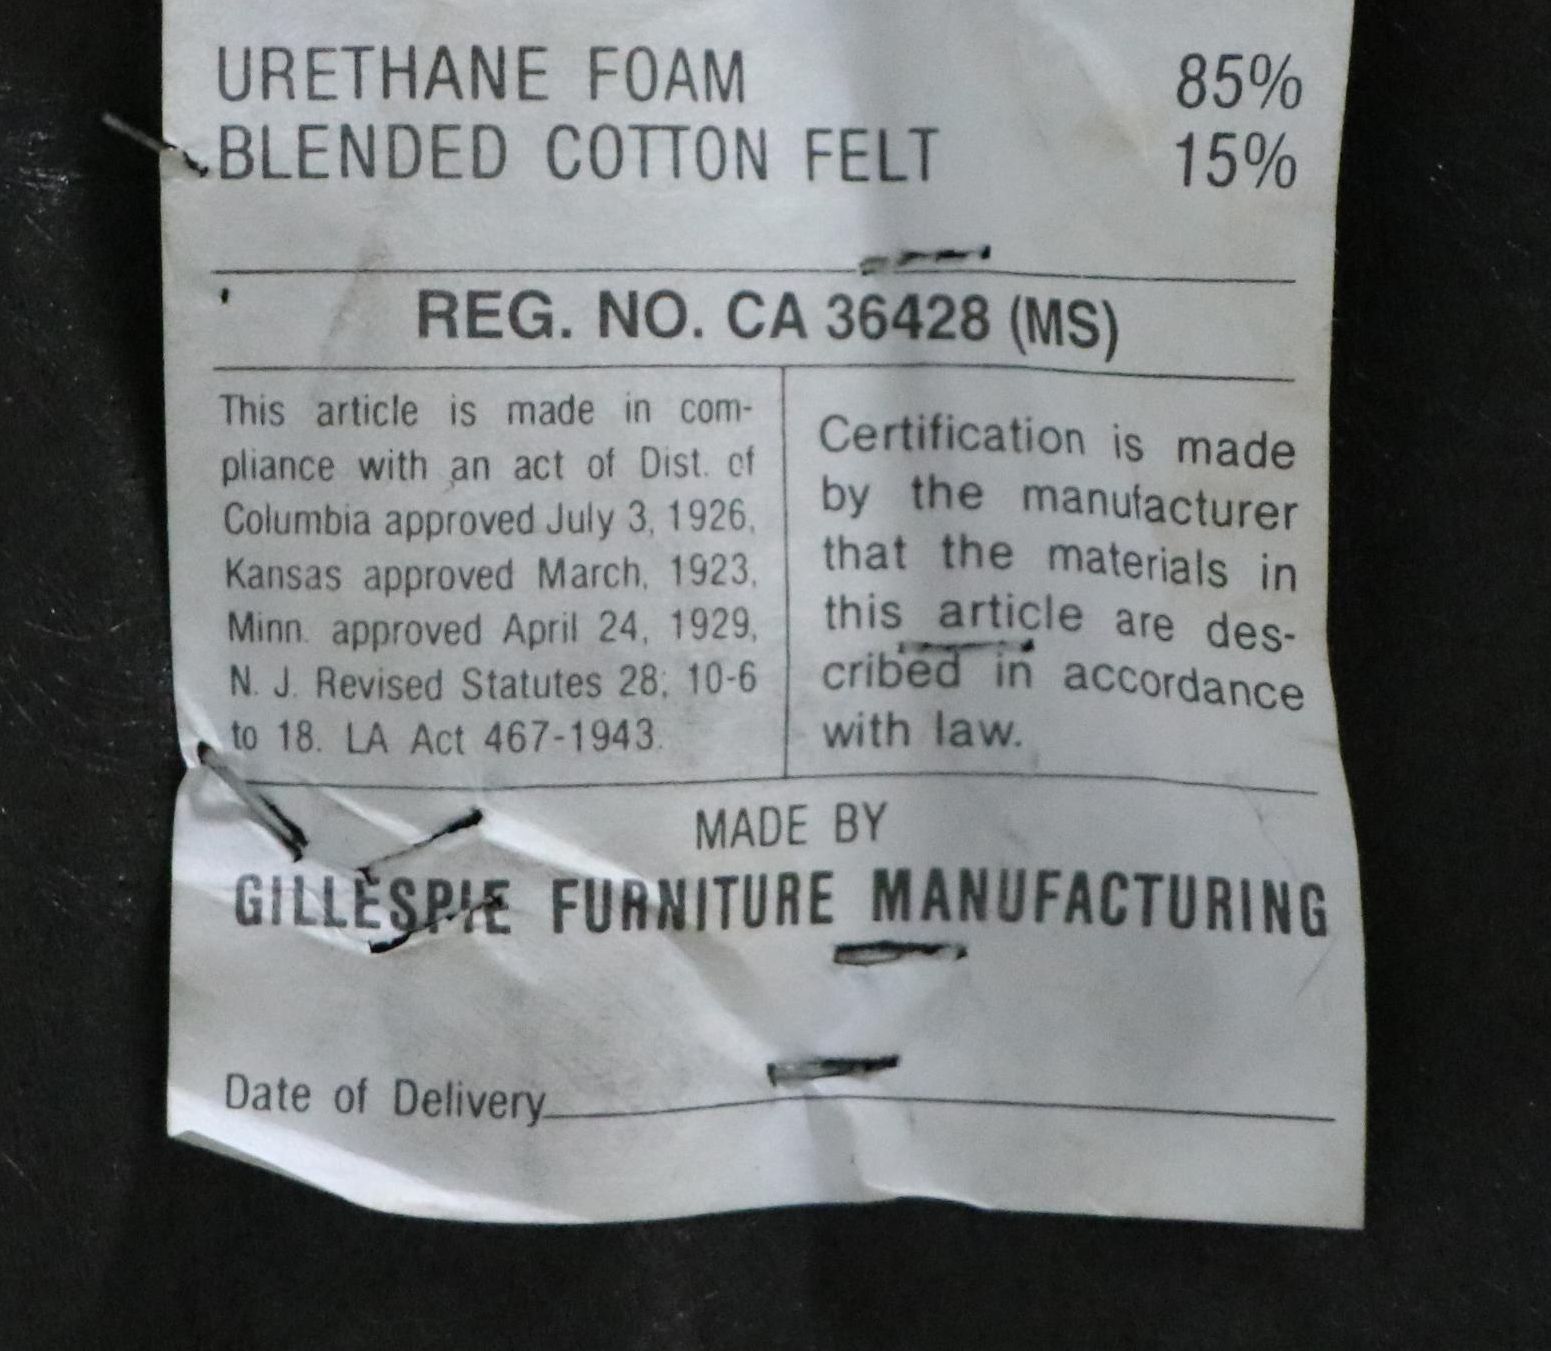 URETHANE FOAM 85%
BLENDED COTTON FELT 15%
REG. NO. CA 36428 (MS)
This article is made in com-
pliance with an act of Dist. of
Columbia approved July 3, 1926,
Kansas approved March, 1923,
Minn. approved April 24, 1929,
N. J. Revised Statutes 28; 10-6
to 18. LA Act 467-1943.
Certification is made
by the manufacturer
that the materials in
this article are des-
cribed in accordance
with law.
MADE BY
GILLESPIE FURNITURE MANUFACTURING
Date of Delivery